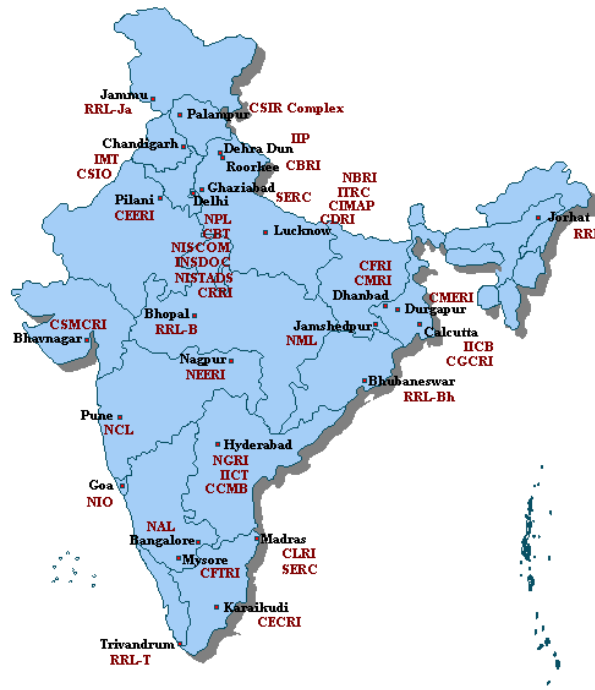 Jammu
RRL-Ja
Palampur
CSIR Complex
Chandigarh
IMT
CSIO
Dehra Dun
IIP
Roorhee
CBRI
Ghaziabad
SERC
Pilani
CEERI
Delhi
NPL
CBT
NISCOM
INSDOC
NISTADS
CRRI
NBRI
ITRC
CIMAP
CDRI
Lucknow
Jorhat
RRL
CFRI
CMRI
Dhanbad
CMERI
Durgapur
Bhopal
RRL-B
CSMCRI
Bhavnagar
Jamshedpur
NML
Calcutta
IICB
CGCRI
Nagpur
NEERI
Bhubaneswar
RRL-Bh
Pune
NCL
Hyderabad
NGRI
IICT
CCMB
Goa
NIO
NAL
Bangalore
Madras
CLRI
SERC
Mysore
CFTRI
Karaikudi
CECRI
Trivandrum
RRL-T